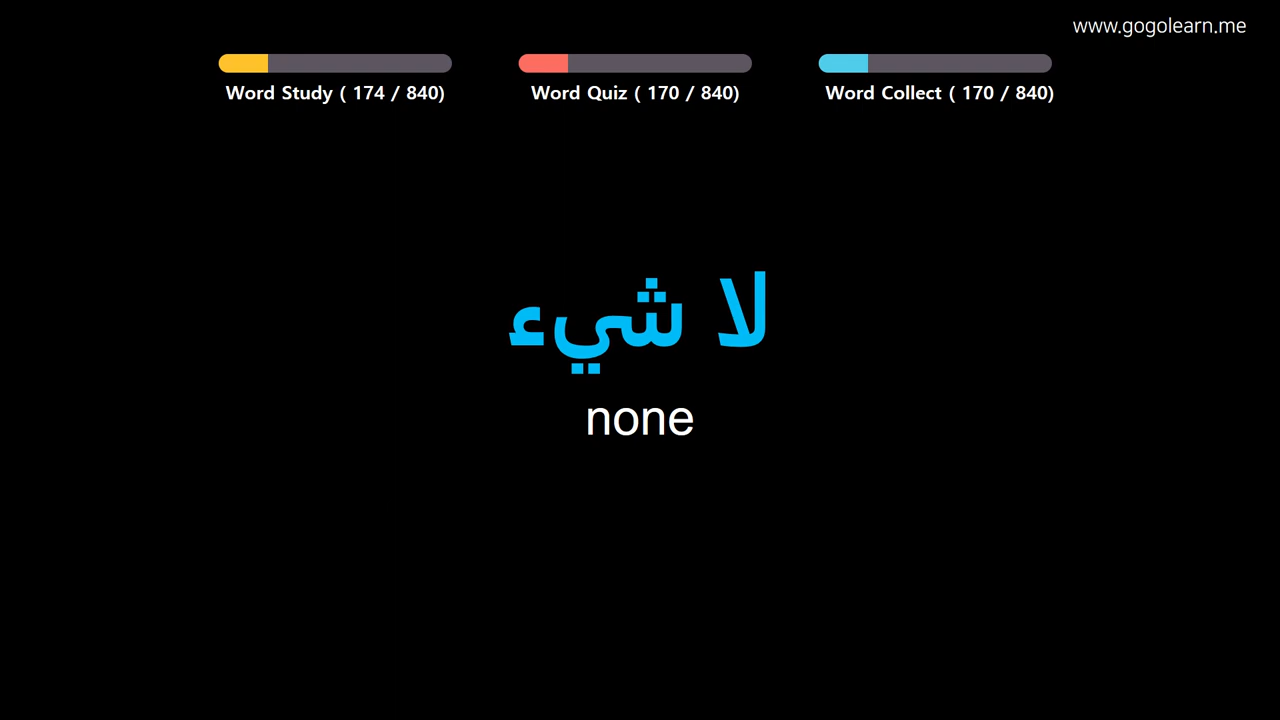 www.gogolearn.me
Word Study ( 174 / 840)
Word Quiz ( 170 / 840)
Word Collect ( 170 / 840)
لا شيء
none